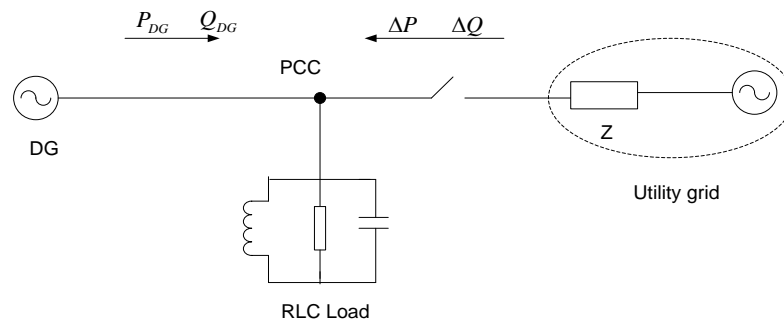 P_DG Q_DG
ΔP ΔQ
PCC
DG
Z
Utility grid
RLC Load